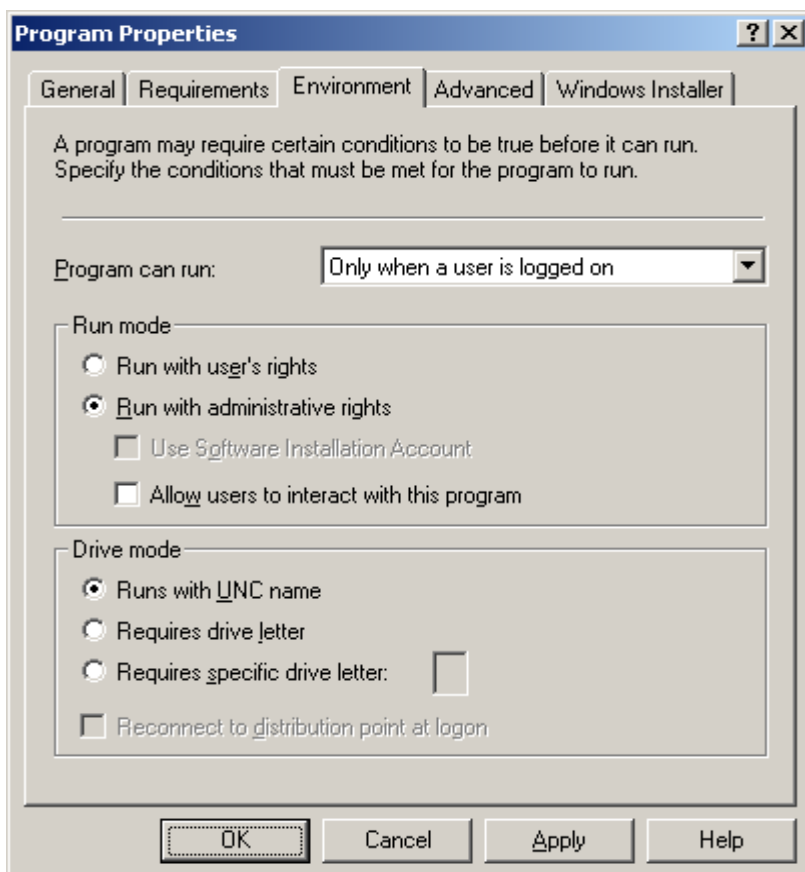 Program Properties
General Requirements Environment Advanced Windows Installer
A program may require certain conditions to be true before it can run.
Specify the conditions that must be met for the program to run.
Program can run: Only when a user is logged on
Run mode
Run with user's rights
Run with administrative rights
Use Software Installation Account
Allow users to interact with this program
Drive mode
Runs with UNC name
Requires drive letter
Requires specific drive letter:
Reconnect to distribution point at logon
OK Cancel Apply Help